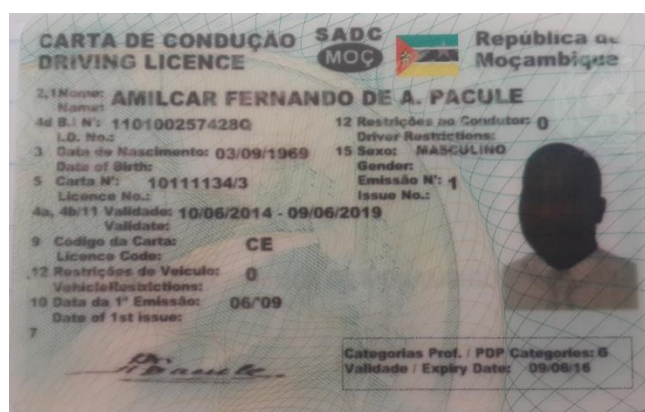 CARTA DE CONDUÇÃO
DRIVING LICENCE
SADC
MOÇ
República de
Moçambique
2,1 Nome: AMILCAR FERNANDO DE A. PACULE
Name:
4d B.I Nº: 110100257428Q
I.D. No.:
12 Restrições ao Condutor: 0
Driver Restrictions:
3 Data de Nascimento: 03/09/1969
Date of Birth:
15 Sexo: MASCULINO
Gender:
5 Carta Nº: 10111134/3
Licence No.:
Emissão Nº: 1
Issue No.:
4a, 4b/11 Validade: 10/06/2014 - 09/06/2019
Validate:
9 Código da Carta: CE
Licence Code:
12 Restrições do Veículo: 0
VehicleRestrictions:
10 Data da 1ª Emissão: 06/'09
Date of 1st issue:
7
Categorias Prof. / PDP Categories: G
Validade / Expiry Date: 09/06/16